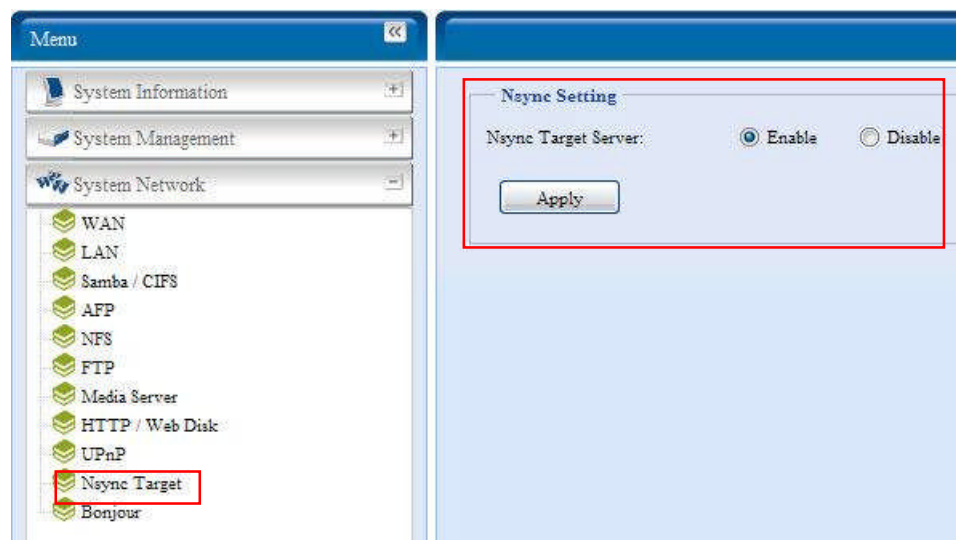 Menu
System Information
System Management
System Network
WAN
LAN
Samba / CIFS
AFP
NFS
FTP
Media Server
HTTP / Web Disk
UPnP
Nsync Target
Bonjour
Nsync Setting
Nsync Target Server: Enable Disable
Apply